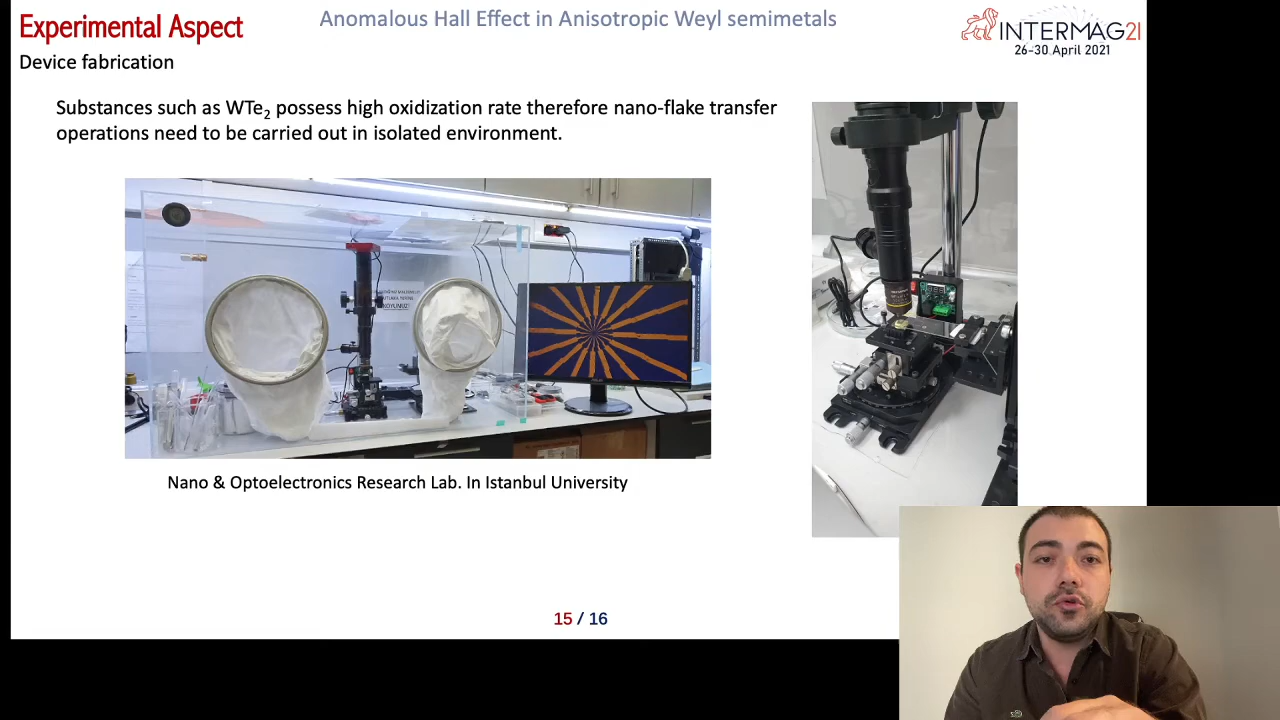 Experimental Aspect
Anomalous Hall Effect in Anisotropic Weyl semimetals
INTERMAG21
26-30 April 2021
Device fabrication
Substances such as WTe₂ possess high oxidization rate therefore nano-flake transfer
operations need to be carried out in isolated environment.
Nano & Optoelectronics Research Lab. In Istanbul University
15 / 16